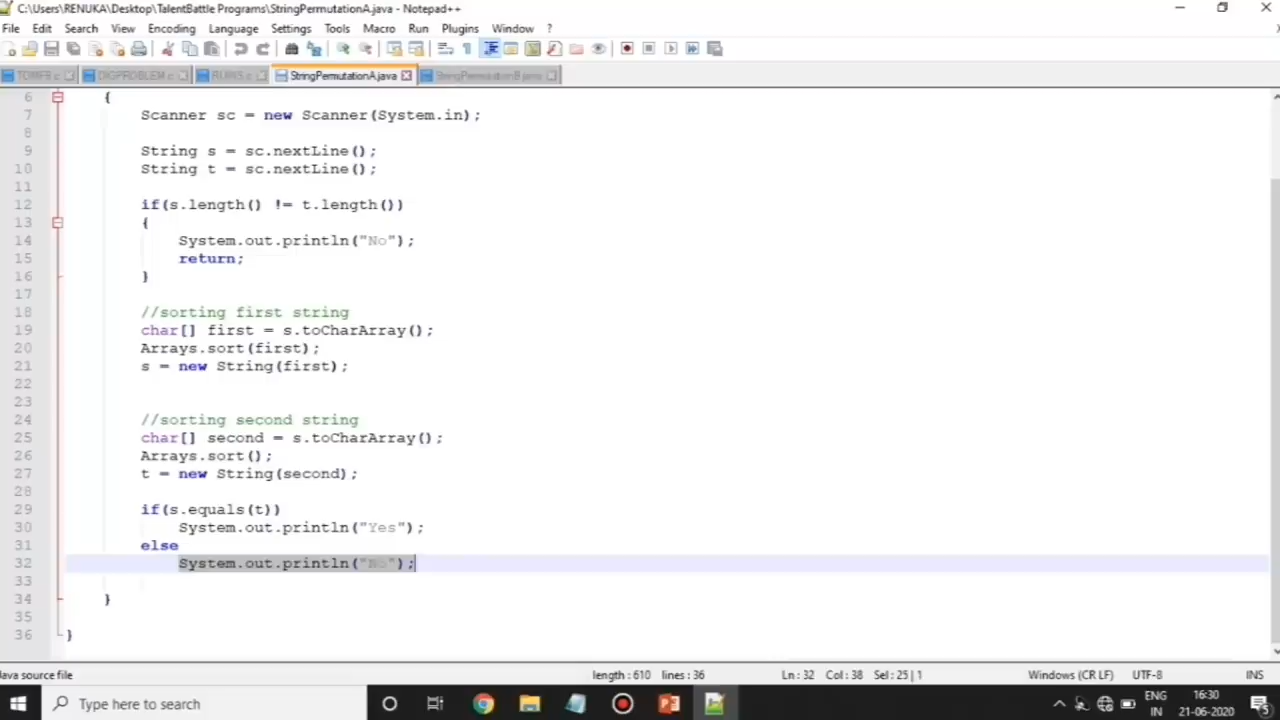 C:\Users\RENUKA\Desktop\TalentBattle Programs\StringPermutationA.java - Notepad++
File Edit Search View Encoding Language Settings Tools Macro Run Plugins Window ?
StringPermutationA.java StringPermutationB.java
6 {
7 Scanner sc = new Scanner(System.in);
8
9 String s = sc.nextLine();
10 String t = sc.nextLine();
11
12 if(s.length() != t.length())
13 {
14 System.out.println("No");
15 return;
16 }
17
18 //sorting first string
19 char[] first = s.toCharArray();
20 Arrays.sort(first);
21 s = new String(first);
22
23
24 //sorting second string
25 char[] second = s.toCharArray();
26 Arrays.sort();
27 t = new String(second);
28
29 if(s.equals(t))
30 System.out.println("Yes");
31 else
32 System.out.println("No");
33
34 }
35
36 }
Java source file length : 610 lines : 36 Ln : 32 Col : 38 Sel : 25 | 1 Windows (CR LF) UTF-8 INS
Type here to search
ENG
IN
16:30
21-06-2020
5